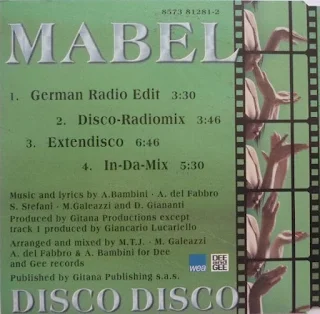 8573 81281-2
MABEL
1. German Radio Edit 3:30
2. Disco-Radiomix 3:46
3. Extendisco 6:46
4. In-Da-Mix 5:30
Music and lyrics by A.Bambini · A. del Fabbro
S. Stefani · M.Galeazzi and D. Giananti
Produced by Gitana Productions except
track 1 produced by Giancarlo Lucariello
Arranged and mixed by M.T.J. · M. Galeazzi
A. del Fabbro & A. Bambini for Dee
and Gee records
Published by Gitana Publishing s.a.s.
wea
DEE
AND
GEE
DISCO DISCO